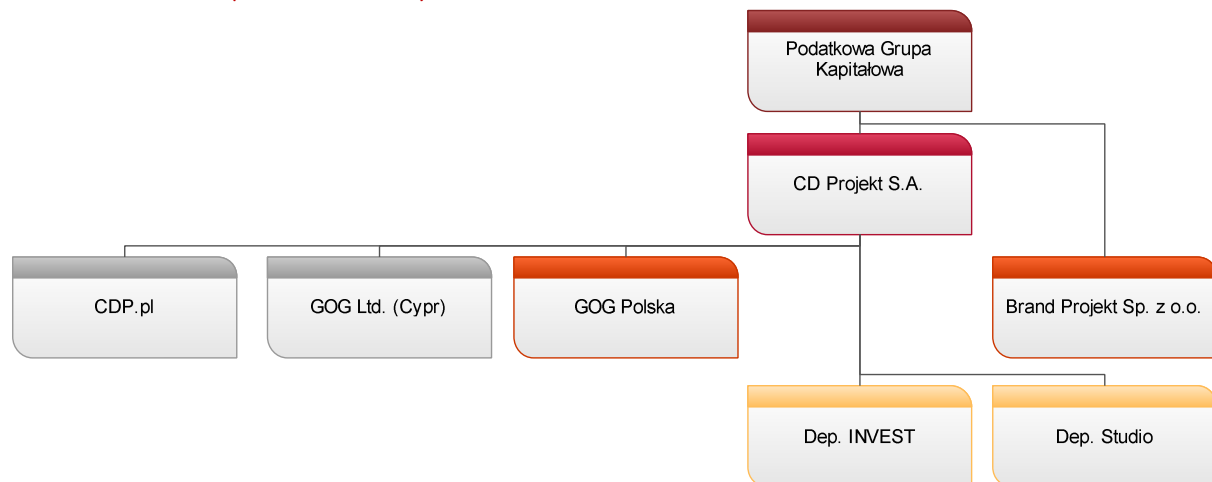 Podatkowa Grupa
Kapitałowa
CD Projekt S.A.
CDP.pl
GOG Ltd. (Cypr)
GOG Polska
Brand Projekt Sp. z o.o.
Dep. INVEST
Dep. Studio